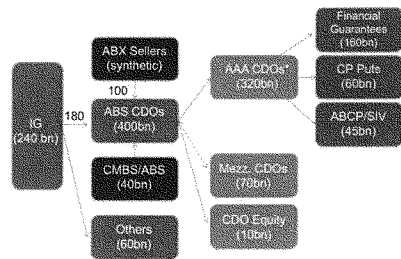 Financial
Guarantees
(160bn)
ABX Sellers
(synthetic)
AAA CDOs*
(320bn)
CP Puts
(60bn)
100
IG
(240 bn)
180
ABS CDOs
(400bn)
ABCP/SIV
(45bn)
CMBS/ABS
(40bn)
Mezz. CDOs
(70bn)
Others
(60bn)
CDO Equity
(10bn)